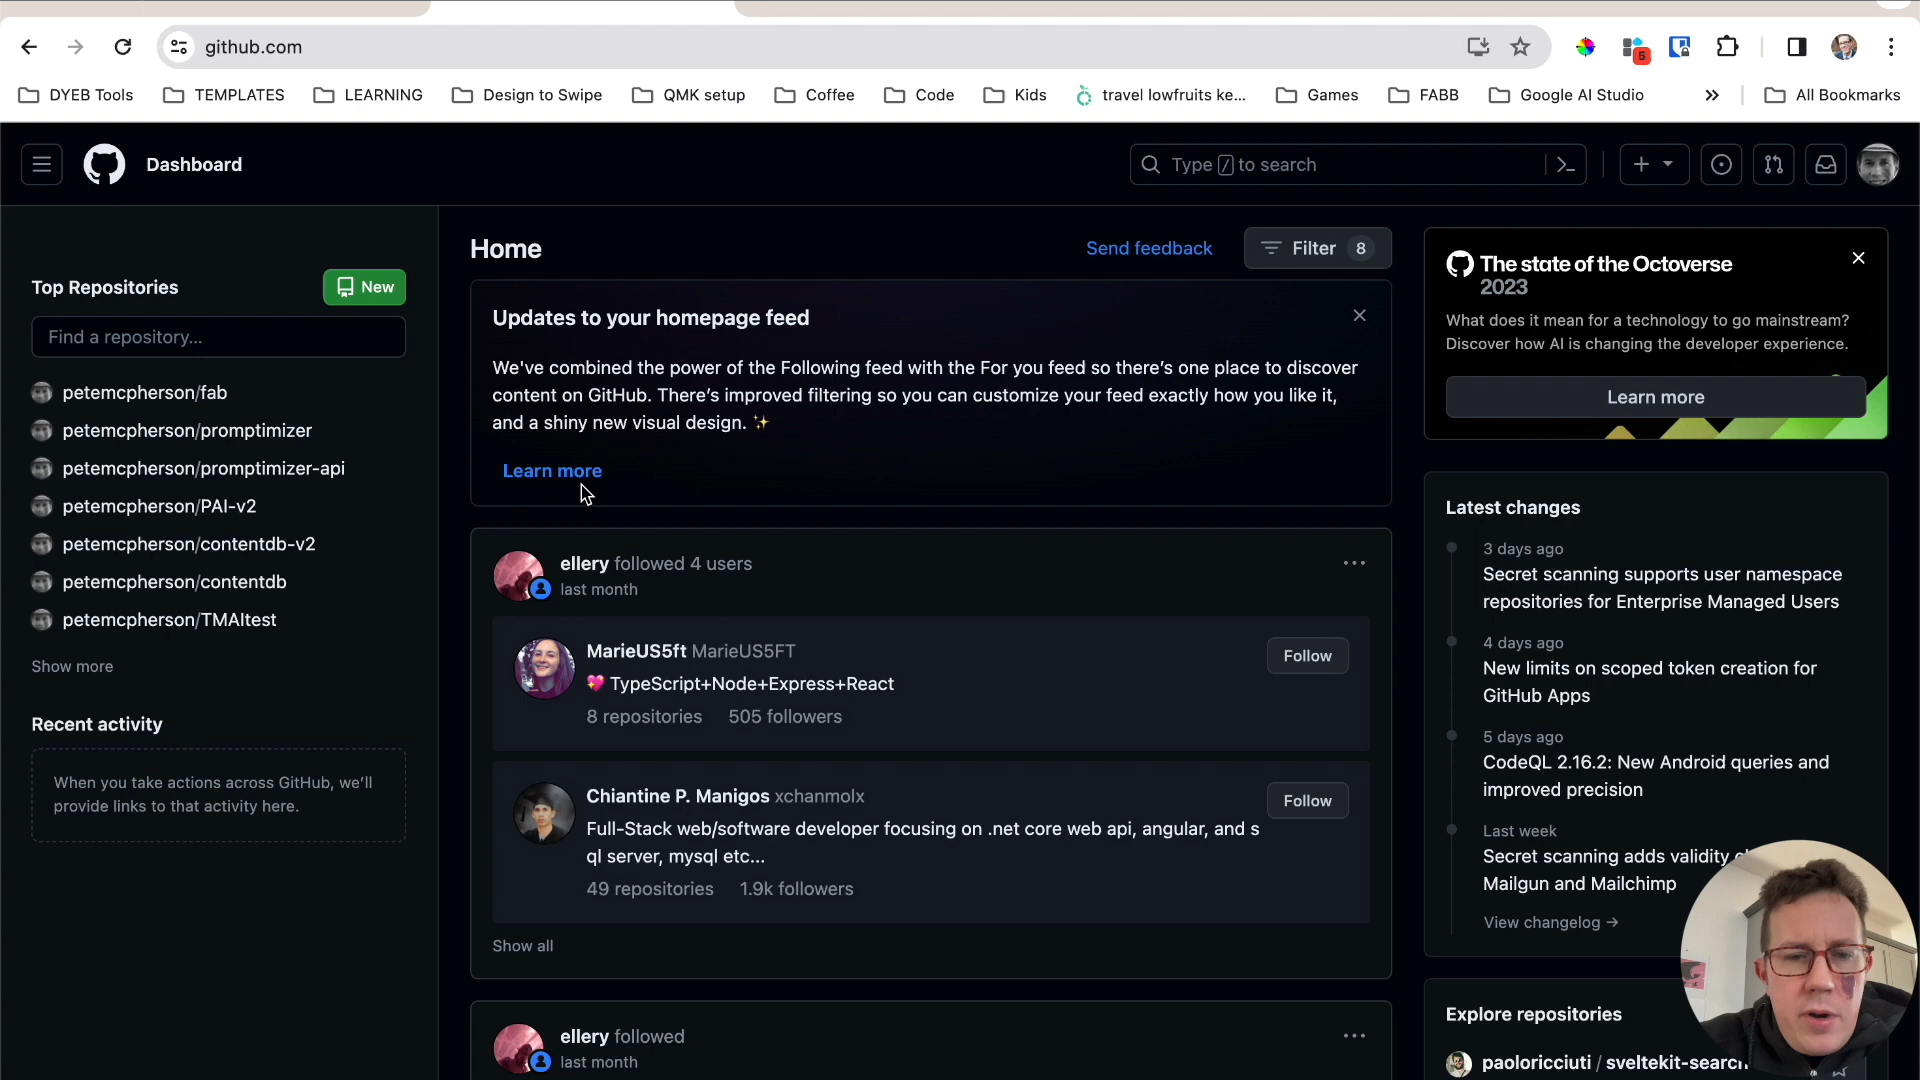 github.com
5
DYEB Tools
TEMPLATES
LEARNING
Design to Swipe
QMK setup
Coffee
Code
Kids
travel lowfruits ke...
Games
FABB
Google AI Studio
»
All Bookmarks
Dashboard
Type / to search
Top Repositories
New
Find a repository...
petemcpherson/fab
petemcpherson/promptimizer
petemcpherson/promptimizer-api
petemcpherson/PAI-v2
petemcpherson/contentdb-v2
petemcpherson/contentdb
petemcpherson/TMAItest
Show more
Recent activity
When you take actions across GitHub, we'll
provide links to that activity here.
Home
Send feedback
Filter 8
Updates to your homepage feed
We've combined the power of the Following feed with the For you feed so there's one place to discover
content on GitHub. There's improved filtering so you can customize your feed exactly how you like it,
and a shiny new visual design. ✨
Learn more
ellery followed 4 users
last month
MarieUS5ft MarieUS5FT
💖 TypeScript+Node+Express+React
8 repositories 505 followers
Follow
Chiantine P. Manigos xchanmolx
Full-Stack web/software developer focusing on .net core web api, angular, and s
ql server, mysql etc...
49 repositories 1.9k followers
Follow
Show all
ellery followed
last month
The state of the Octoverse
2023
What does it mean for a technology to go mainstream?
Discover how AI is changing the developer experience.
Learn more
Latest changes
3 days ago
Secret scanning supports user namespace
repositories for Enterprise Managed Users
4 days ago
New limits on scoped token creation for
GitHub Apps
5 days ago
CodeQL 2.16.2: New Android queries and
improved precision
Last week
Secret scanning adds validity
Mailgun and Mailchimp
View changelog →
Explore repositories
paoloricciuti / sveltekit-search